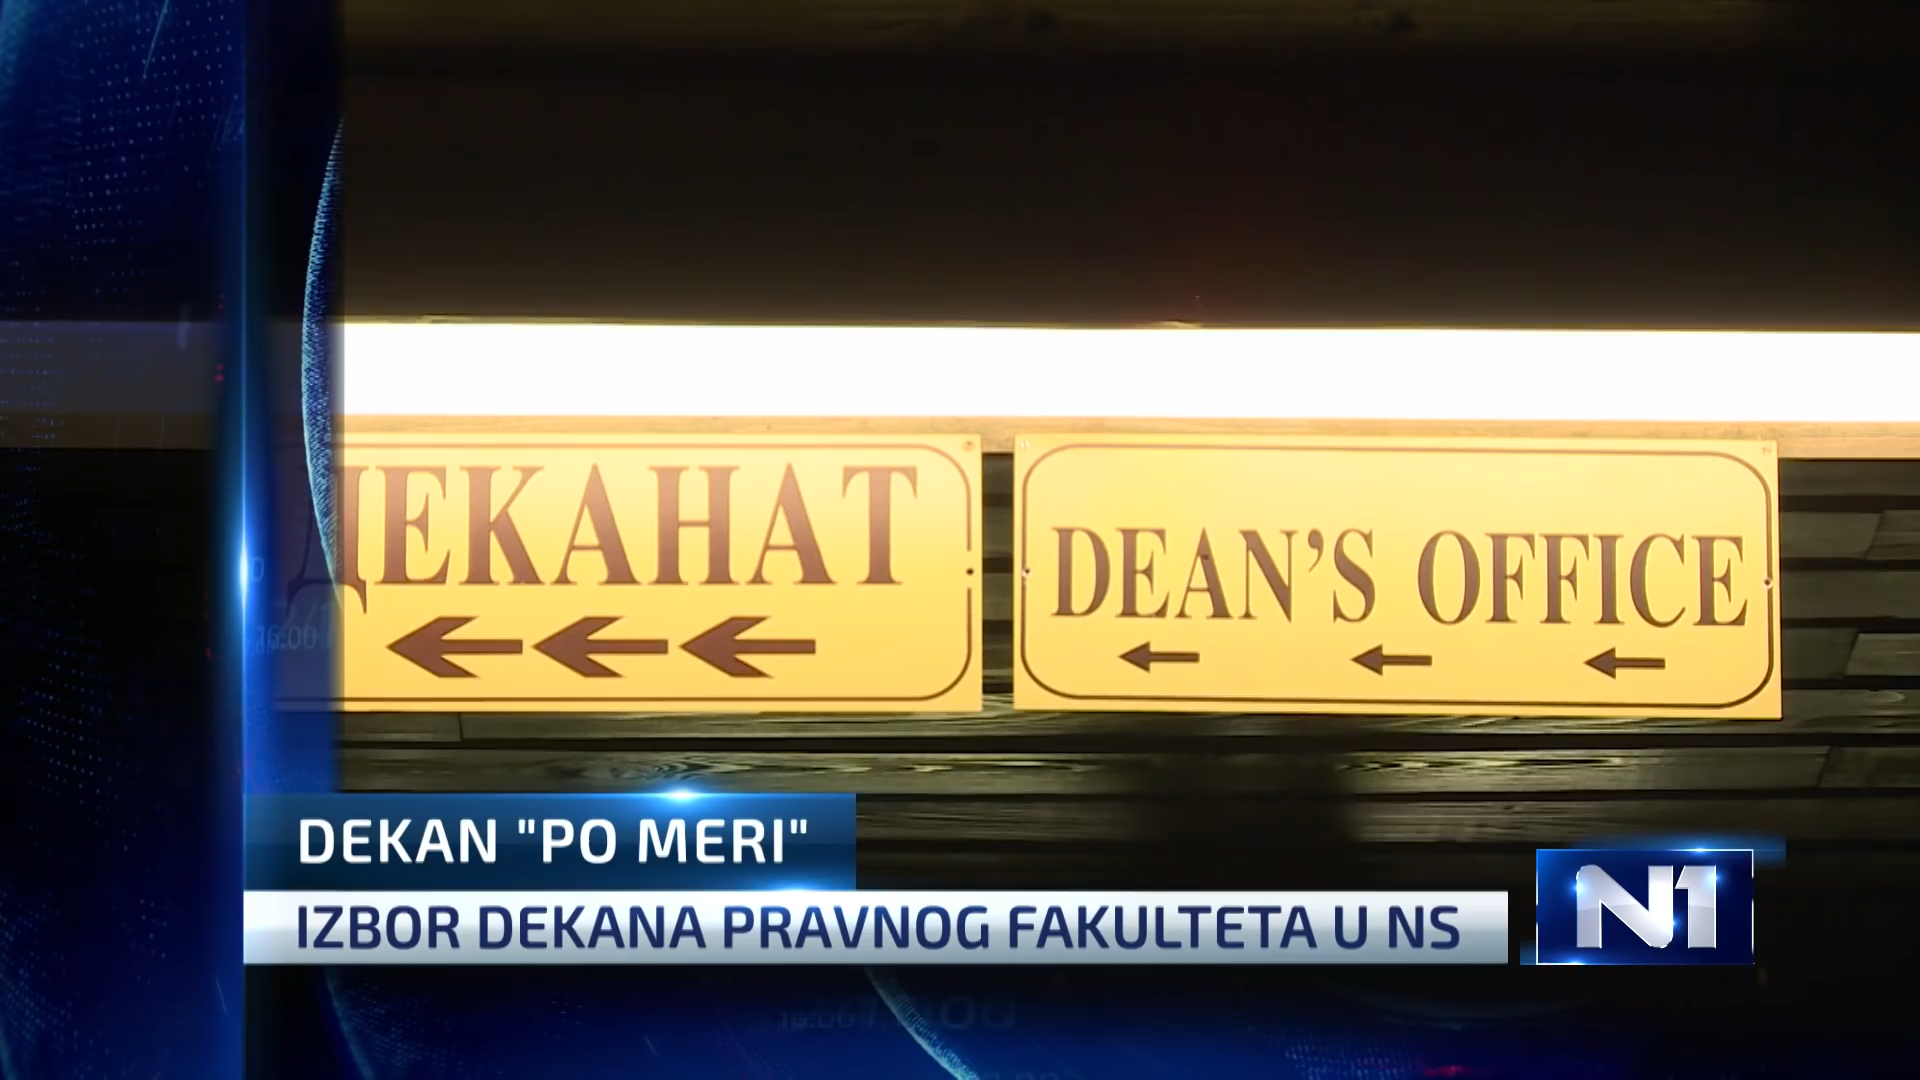 ДЕКАНАТ
DEAN'S OFFICE
DEKAN "PO MERI"
IZBOR DEKANA PRAVNOG FAKULTETA U NS
N1